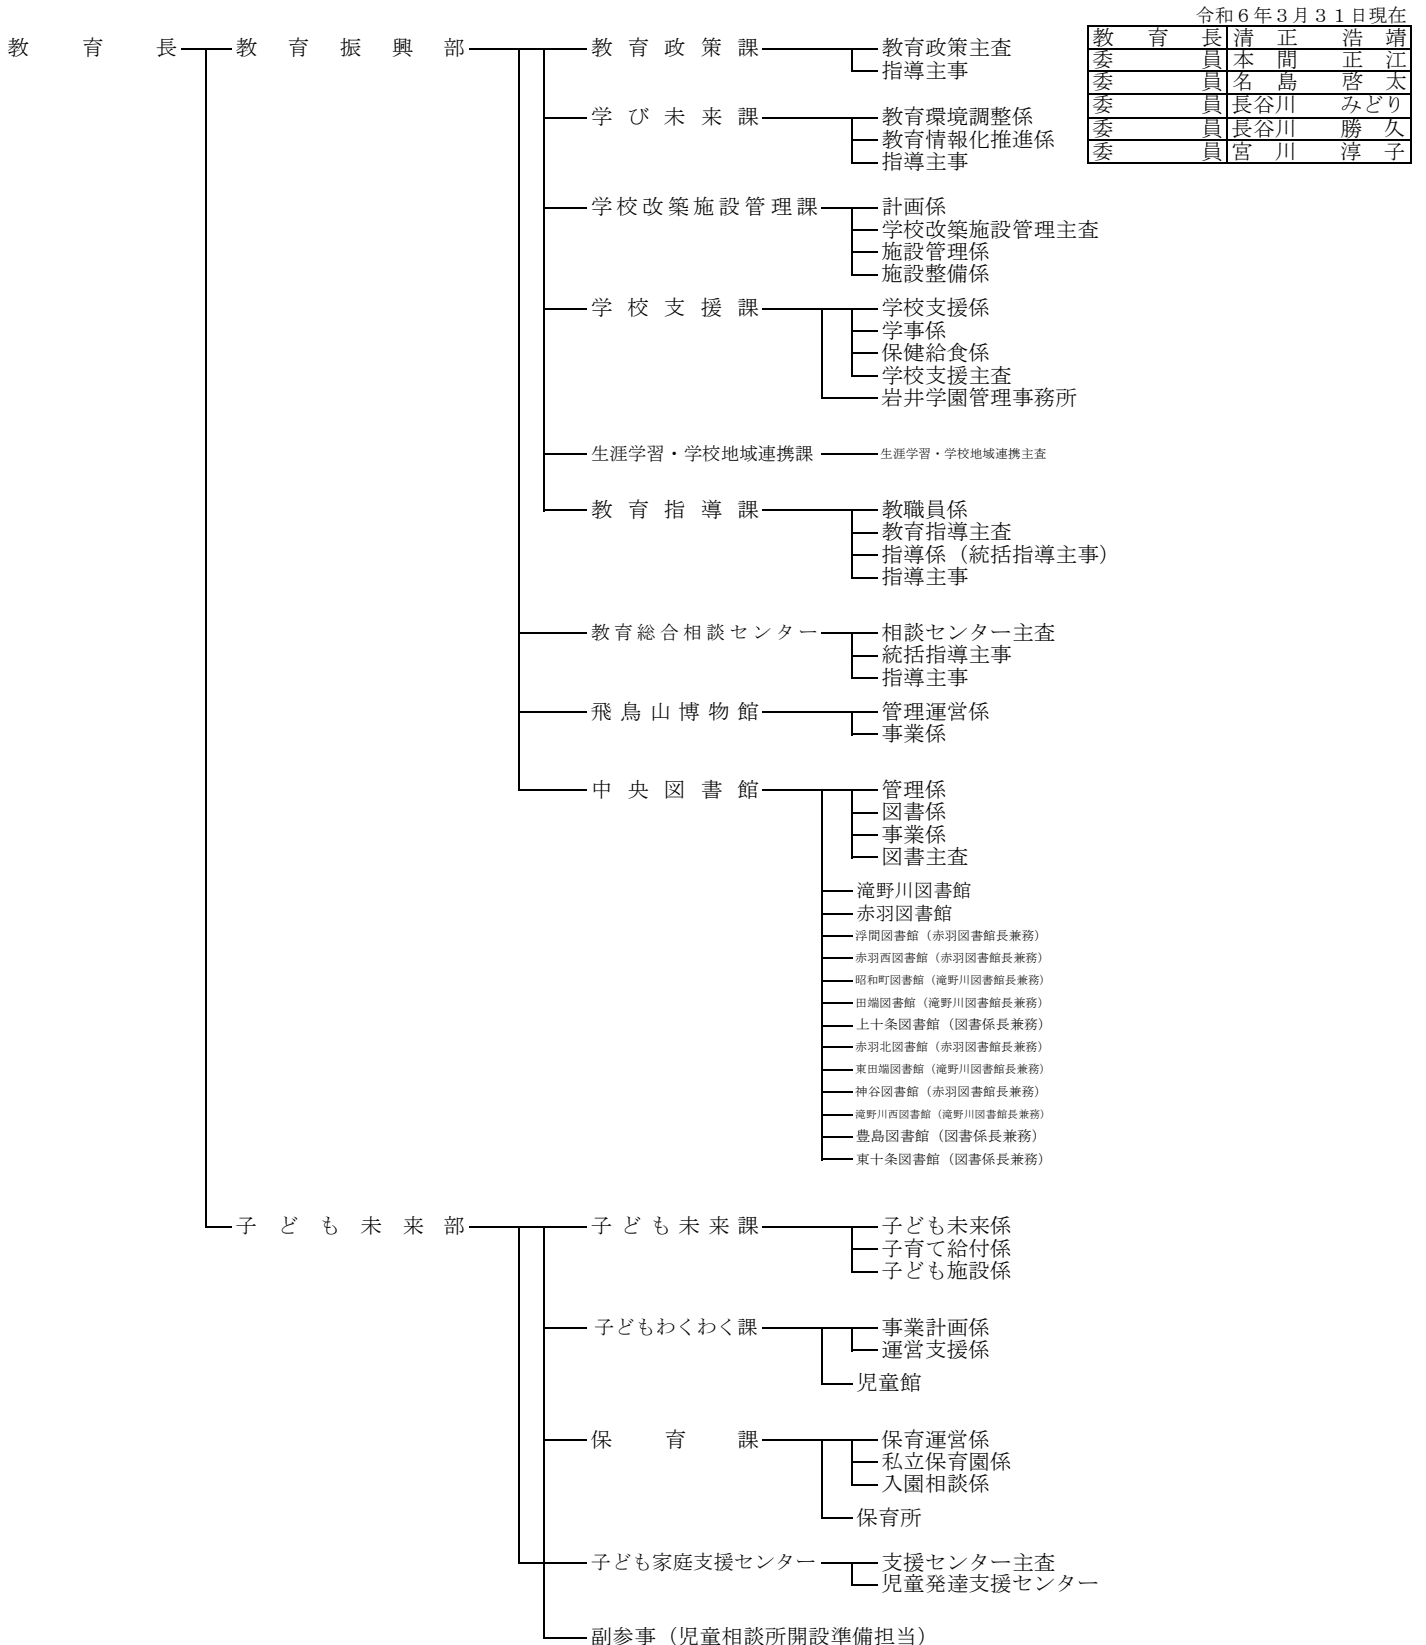 令和６年３月３１日現在
教育長 清正 浩靖
委員 本間 正江
委員 名島 啓太
委員 長谷川 みどり
委員 長谷川 勝久
委員 宮川 淳子
教育長
教育振興部
教育政策課
教育政策主査
指導主事
学び未来課
教育環境調整係
教育情報化推進係
指導主事
学校改築施設管理課
計画係
学校改築施設管理主査
施設管理係
施設整備係
学校支援課
学校支援係
学事係
保健給食係
学校支援主査
岩井学園管理事務所
生涯学習・学校地域連携課
生涯学習・学校地域連携主査
教育指導課
教職員係
教育指導主査
指導係（統括指導主事）
指導主事
教育総合相談センター
相談センター主査
統括指導主事
指導主事
飛鳥山博物館
管理運営係
事業係
中央図書館
管理係
図書係
事業係
図書主査
滝野川図書館
赤羽図書館
浮間図書館（赤羽図書館長兼務）
赤羽西図書館（赤羽図書館長兼務）
昭和町図書館（滝野川図書館長兼務）
田端図書館（滝野川図書館長兼務）
上十条図書館（図書係長兼務）
赤羽北図書館（赤羽図書館長兼務）
東田端図書館（滝野川図書館長兼務）
神谷図書館（赤羽図書館長兼務）
滝野川西図書館（滝野川図書館長兼務）
豊島図書館（図書係長兼務）
東十条図書館（図書係長兼務）
子ども未来部
子ども未来課
子ども未来係
子育て給付係
子ども施設係
子どもわくわく課
事業計画係
運営支援係
児童館
保育課
保育運営係
私立保育園係
入園相談係
保育所
子ども家庭支援センター
支援センター主査
児童発達支援センター
副参事（児童相談所開設準備担当）